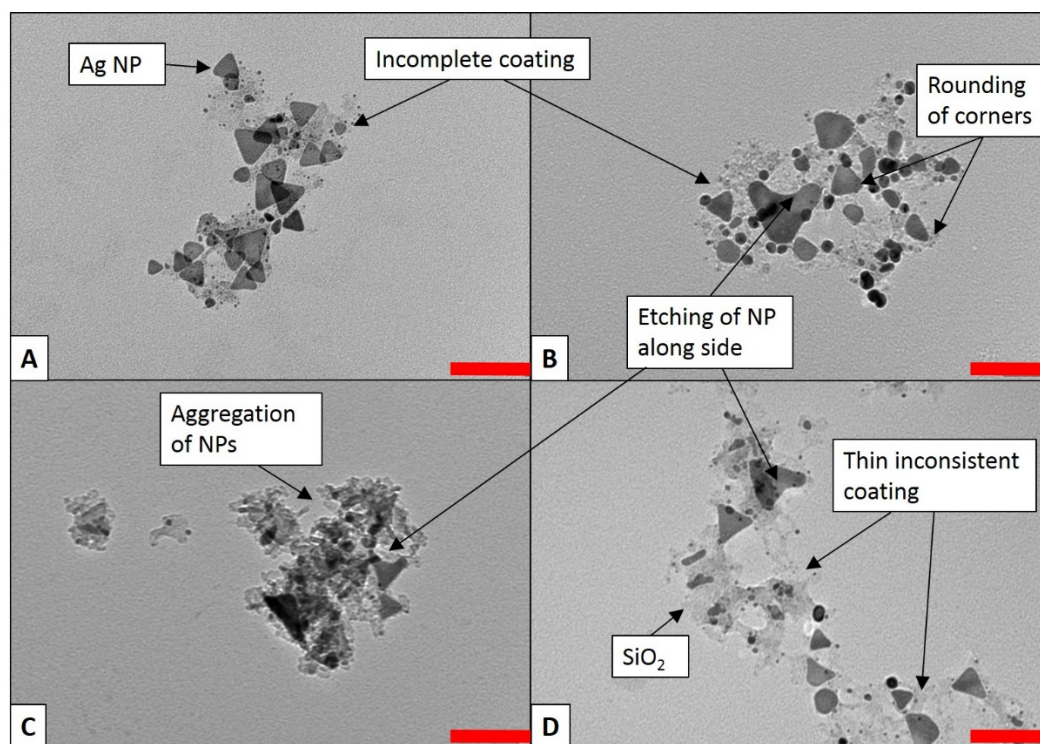 Ag NP
Incomplete coating
Rounding
of corners
A
Etching of NP
along side
B
Aggregation
of NPs
Thin inconsistent
coating
SiO₂
C
D